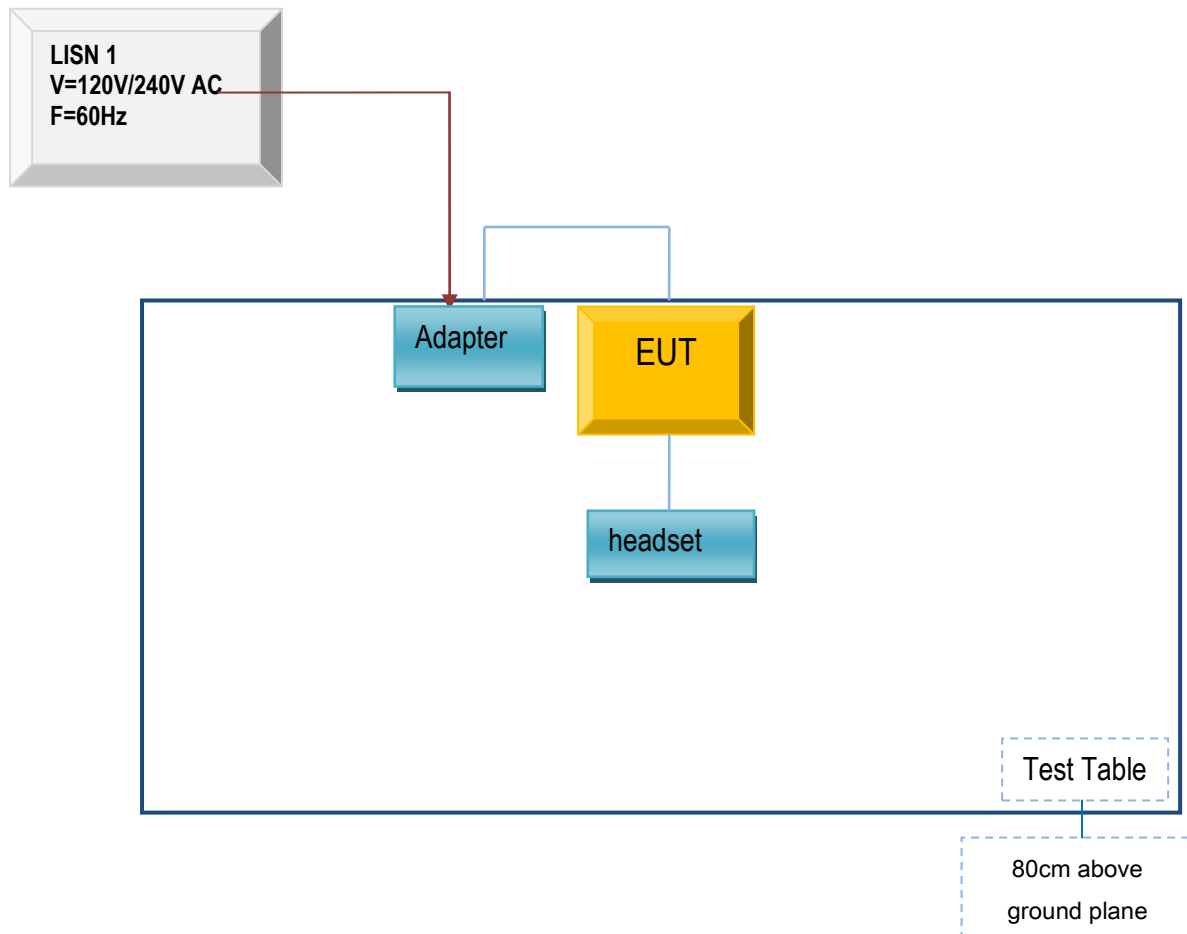 LISN 1
V=120V/240V AC
F=60Hz
Adapter
EUT
headset
Test Table
80cm above
ground plane